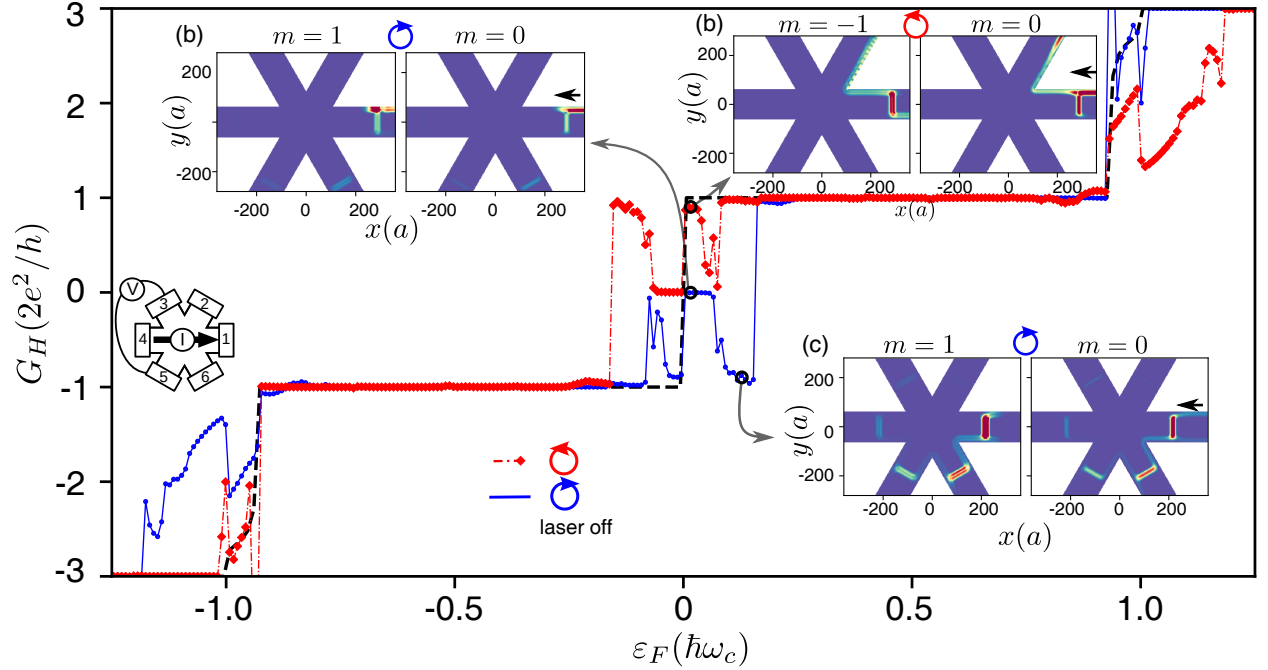 G_H(2e²/h)
3
2
1
0
-1
-2
-3
-1.0
-0.5
0
0.5
1.0
ε_F(ℏω_c)
(b)
m = 1
m = 0
200
0
-200
y(a)
0
200
0
200
x(a)
(b)
m = −1
m = 0
200
0
-200
y(a)
-200
0
200
-200
0
200
x(a)
V
3
2
4
I
1
5
6
(c)
m = 1
m = 0
200
0
-200
y(a)
-200
0
200
-200
0
200
x(a)
laser off